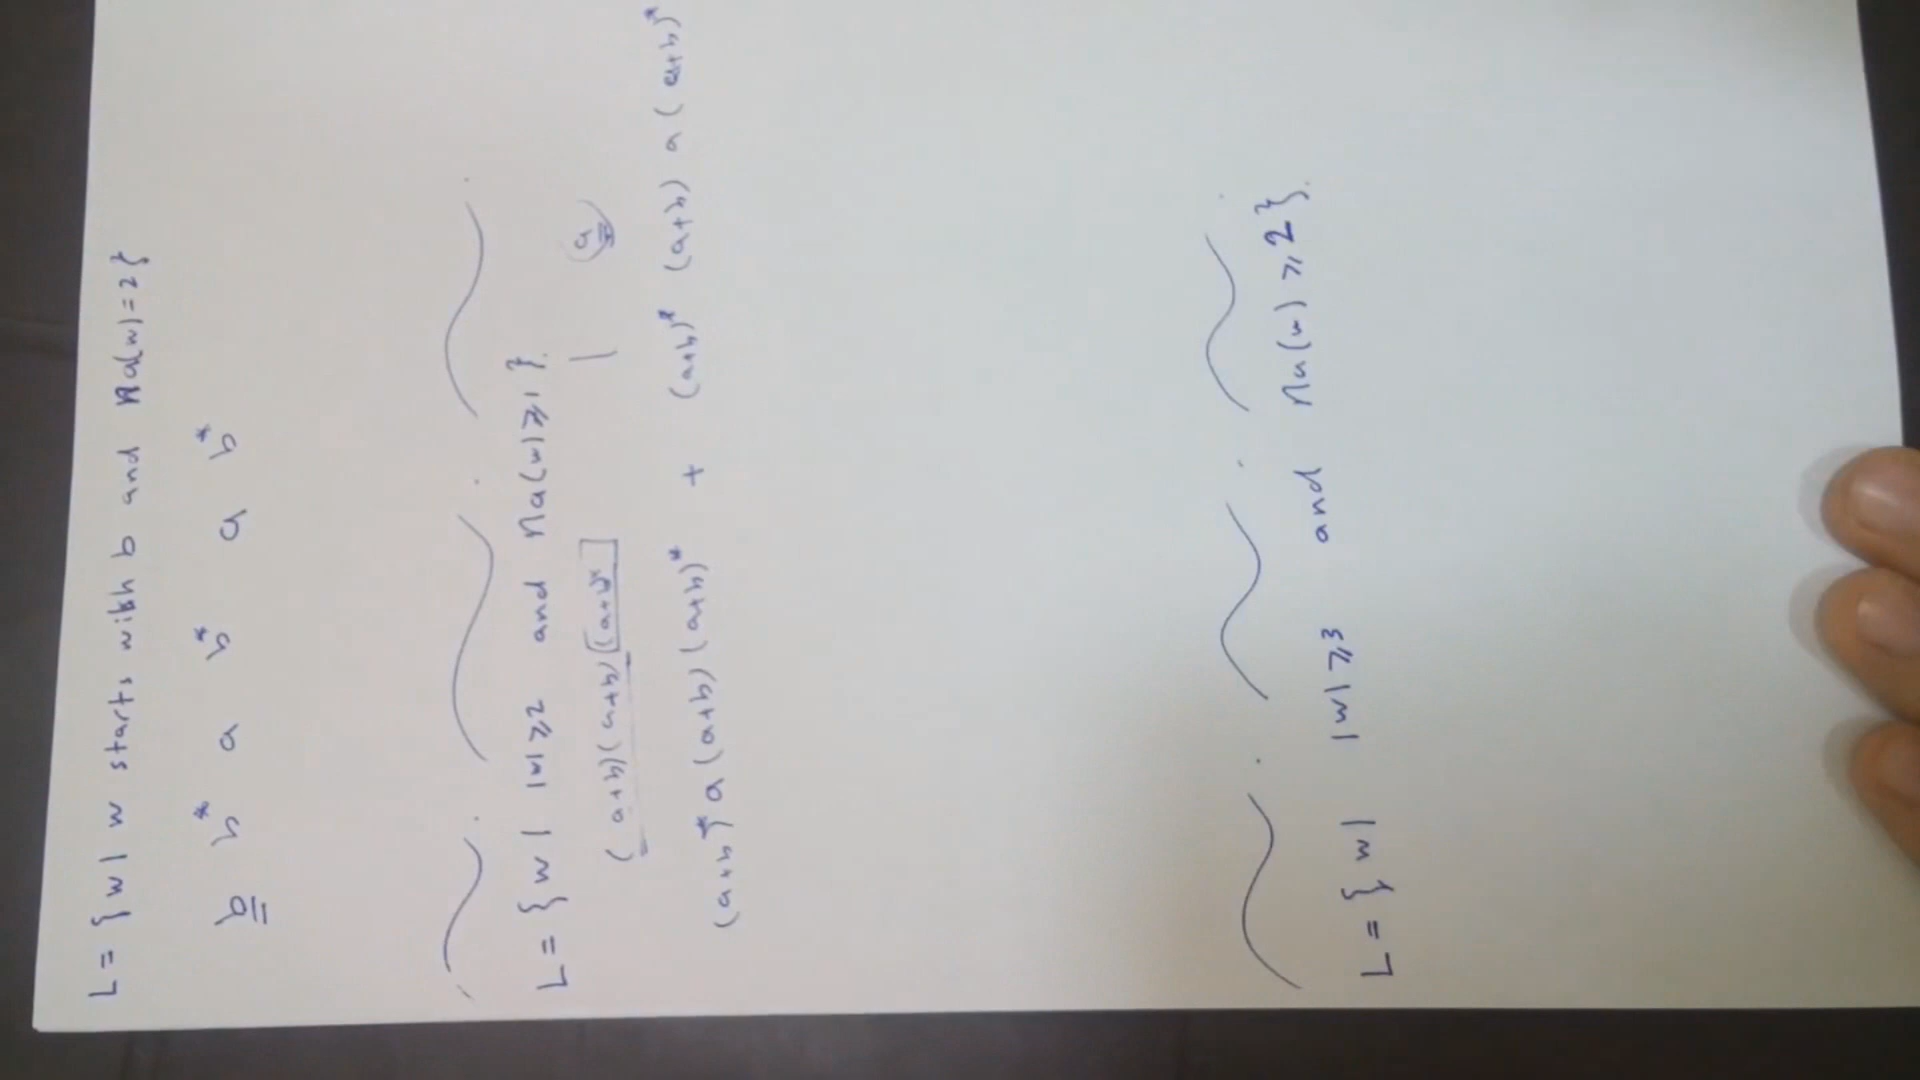 L = { w | w starts with b and na(w)=2}
b b* a b* a b*
L = { w | |w| ≥ 2 and na(w) ≥ 1 }.
(a+b)(a+b)(a+b)* | (a)
(a+b)* a (a+b) (a+b)* + (a+b)* (a+b) a (a+b)*
L = { w | |w| ≥ 3 and na(w) ≥ 2 }.